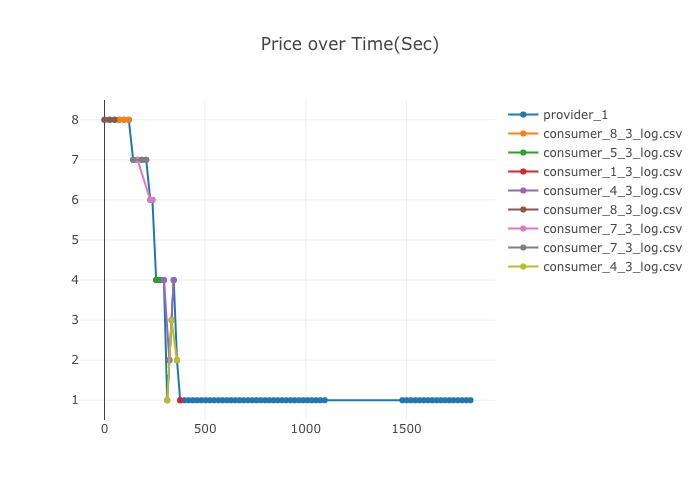 Price over Time(Sec)
8
7
6
5
4
3
2
1
0
500
1000
1500
provider_1
consumer_8_3_log.csv
consumer_5_3_log.csv
consumer_1_3_log.csv
consumer_4_3_log.csv
consumer_8_3_log.csv
consumer_7_3_log.csv
consumer_7_3_log.csv
consumer_4_3_log.csv